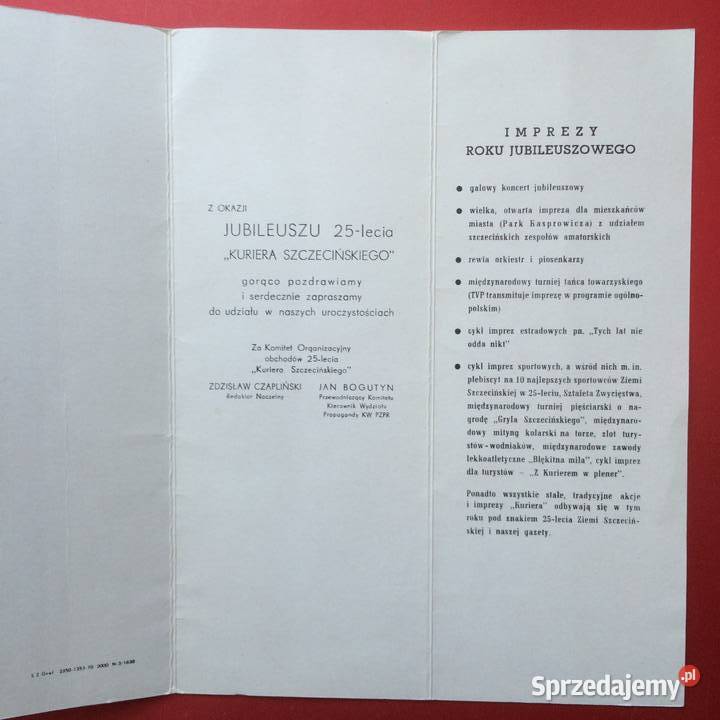 Z OKAZJI
JUBILEUSZU 25-lecia
„KURIERA SZCZECIŃSKIEGO"
gorąco pozdrawiamy
i serdecznie zapraszamy
do udziału w naszych uroczystościach
Za Komitet Organizacyjny
obchodów 25-lecia
„Kuriera Szczecińskiego"
ZDZISŁAW CZAPLIŃSKI
Redaktor Naczelny
JAN BOGUTYN
Przewodniczący Komitetu
Kierownik Wydziału
Propagandy KW PZPR
IMPREZY
ROKU JUBILEUSZOWEGO
● galowy koncert jubileuszowy
● wielka, otwarta impreza dla mieszkańców
miasta (Park Kasprowicza) z udziałem
szczecińskich zespołów amatorskich
● rewia orkiestr i piosenkarzy
● międzynarodowy turniej tańca towarzyskiego
(TVP transmituje imprezę w programie ogólno-
polskim)
● cykl imprez estradowych pn. „Tych lat nie
odda nikt"
● cykl imprez sportowych, a wśród nich m. in.
plebiscyt na 10 najlepszych sportowców Ziemi
Szczecińskiej w 25-leciu, Sztafeta Zwycięstwa,
międzynarodowy turniej pięściarski o na-
grodę „Gryfa Szczecińskiego", międzynaro-
dowy mityng kolarski na torze, zlot tury-
stów-wodniaków, międzynarodowe zawody
lekkoatletyczne „Błękitna mila", cykl imprez
dla turystów – „Z Kurierem w plener".
Ponadto wszystkie stałe, tradycyjne akcje
i imprezy „Kuriera" odbywają się w tym
roku pod znakiem 25-lecia Ziemi Szczeciń-
skiej i naszej gazety.
Sprzedajemy.pl